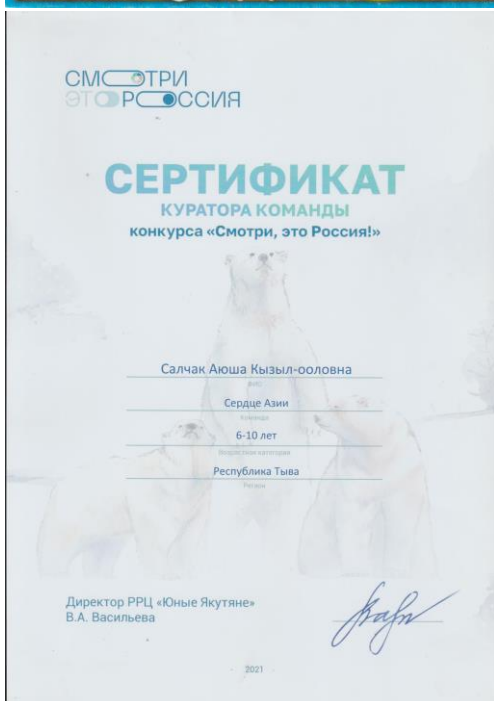 СМОТРИ
ЭТО РОССИЯ
СЕРТИФИКАТ
КУРАТОРА КОМАНДЫ
конкурса «Смотри, это Россия!»
Салчак Аюша Кызыл-ооловна
ФИО
Сердце Азии
Команда
6-10 лет
Возрастная категория
Республика Тыва
Регион
Директор РРЦ «Юные Якутяне»
В.А. Васильева
2021